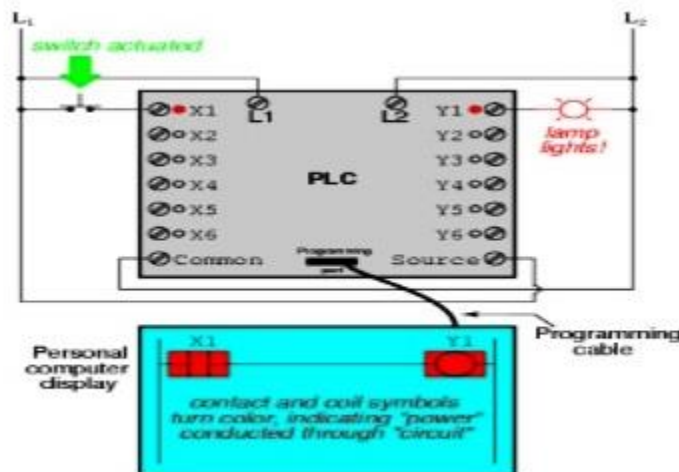 L1 L2
switch actuated
X1 L1 L2 Y1
X2 Y2
lamp
lights!
X3 Y3
PLC
X4 Y4
X5 Y5
X6 Y6
Programming
port
Common Source
Programming
cable
Personal
computer
display
X1 Y1
contact and coil symbols
turn color, indicating "power"
conducted through "circuit"